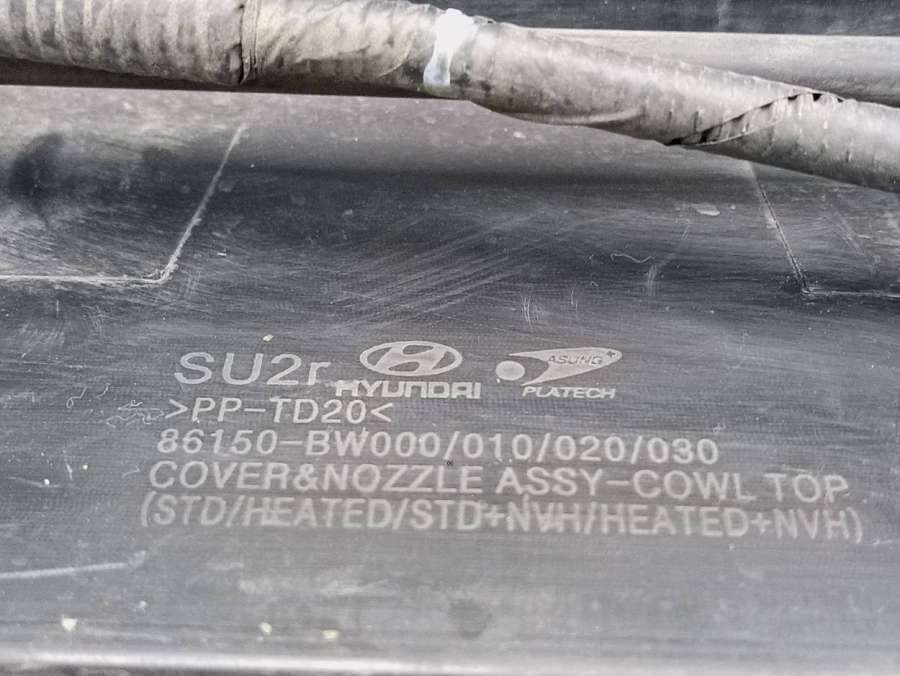 SU2r HYUNDAI ASUNG PLATECH
>PP-TD20<
86150-BW000/010/020/030
COVER&NOZZLE ASSY-COWL TOP
(STD/HEATED/STD+NVH/HEATED+NVH)